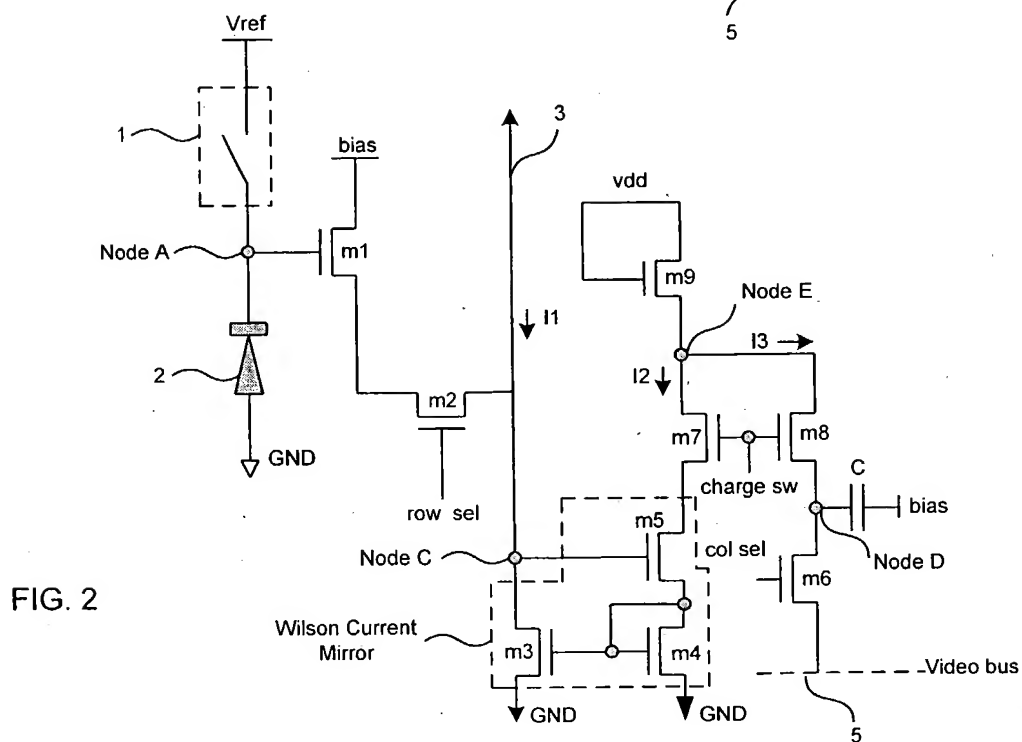 5
Vref
1
bias
3
vdd
Node A
m1
m9
Node E
I1
I3
2
I2
m2
m7
m8
GND
C
charge sw
bias
row sel
m5
Node C
col sel
Node D
m6
FIG. 2
Wilson Current
Mirror
m3
m4
Video bus
GND
GND
5